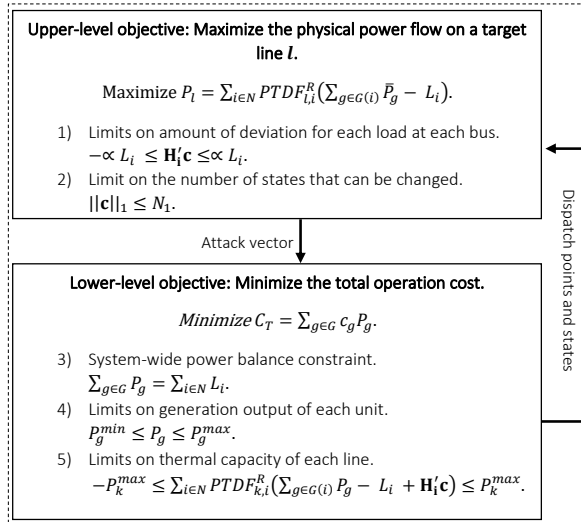 Upper-level objective: Maximize the physical power flow on a target
line l.
Maximize P_l = ∑_{i∈N} PTDF^R_{l,i}(∑_{g∈G(i)} P̄_g − L_i).
1) Limits on amount of deviation for each load at each bus.
−∝ L_i ≤ H′_i c ≤∝ L_i.
2) Limit on the number of states that can be changed.
||c||_1 ≤ N_1.
Attack vector
Dispatch points and states
Lower-level objective: Minimize the total operation cost.
Minimize C_T = ∑_{g∈G} c_g P_g.
3) System-wide power balance constraint.
∑_{g∈G} P_g = ∑_{i∈N} L_i.
4) Limits on generation output of each unit.
P_g^{min} ≤ P_g ≤ P_g^{max}.
5) Limits on thermal capacity of each line.
−P_k^{max} ≤ ∑_{i∈N} PTDF^R_{k,i}(∑_{g∈G(i)} P_g − L_i + H′_i c) ≤ P_k^{max}.